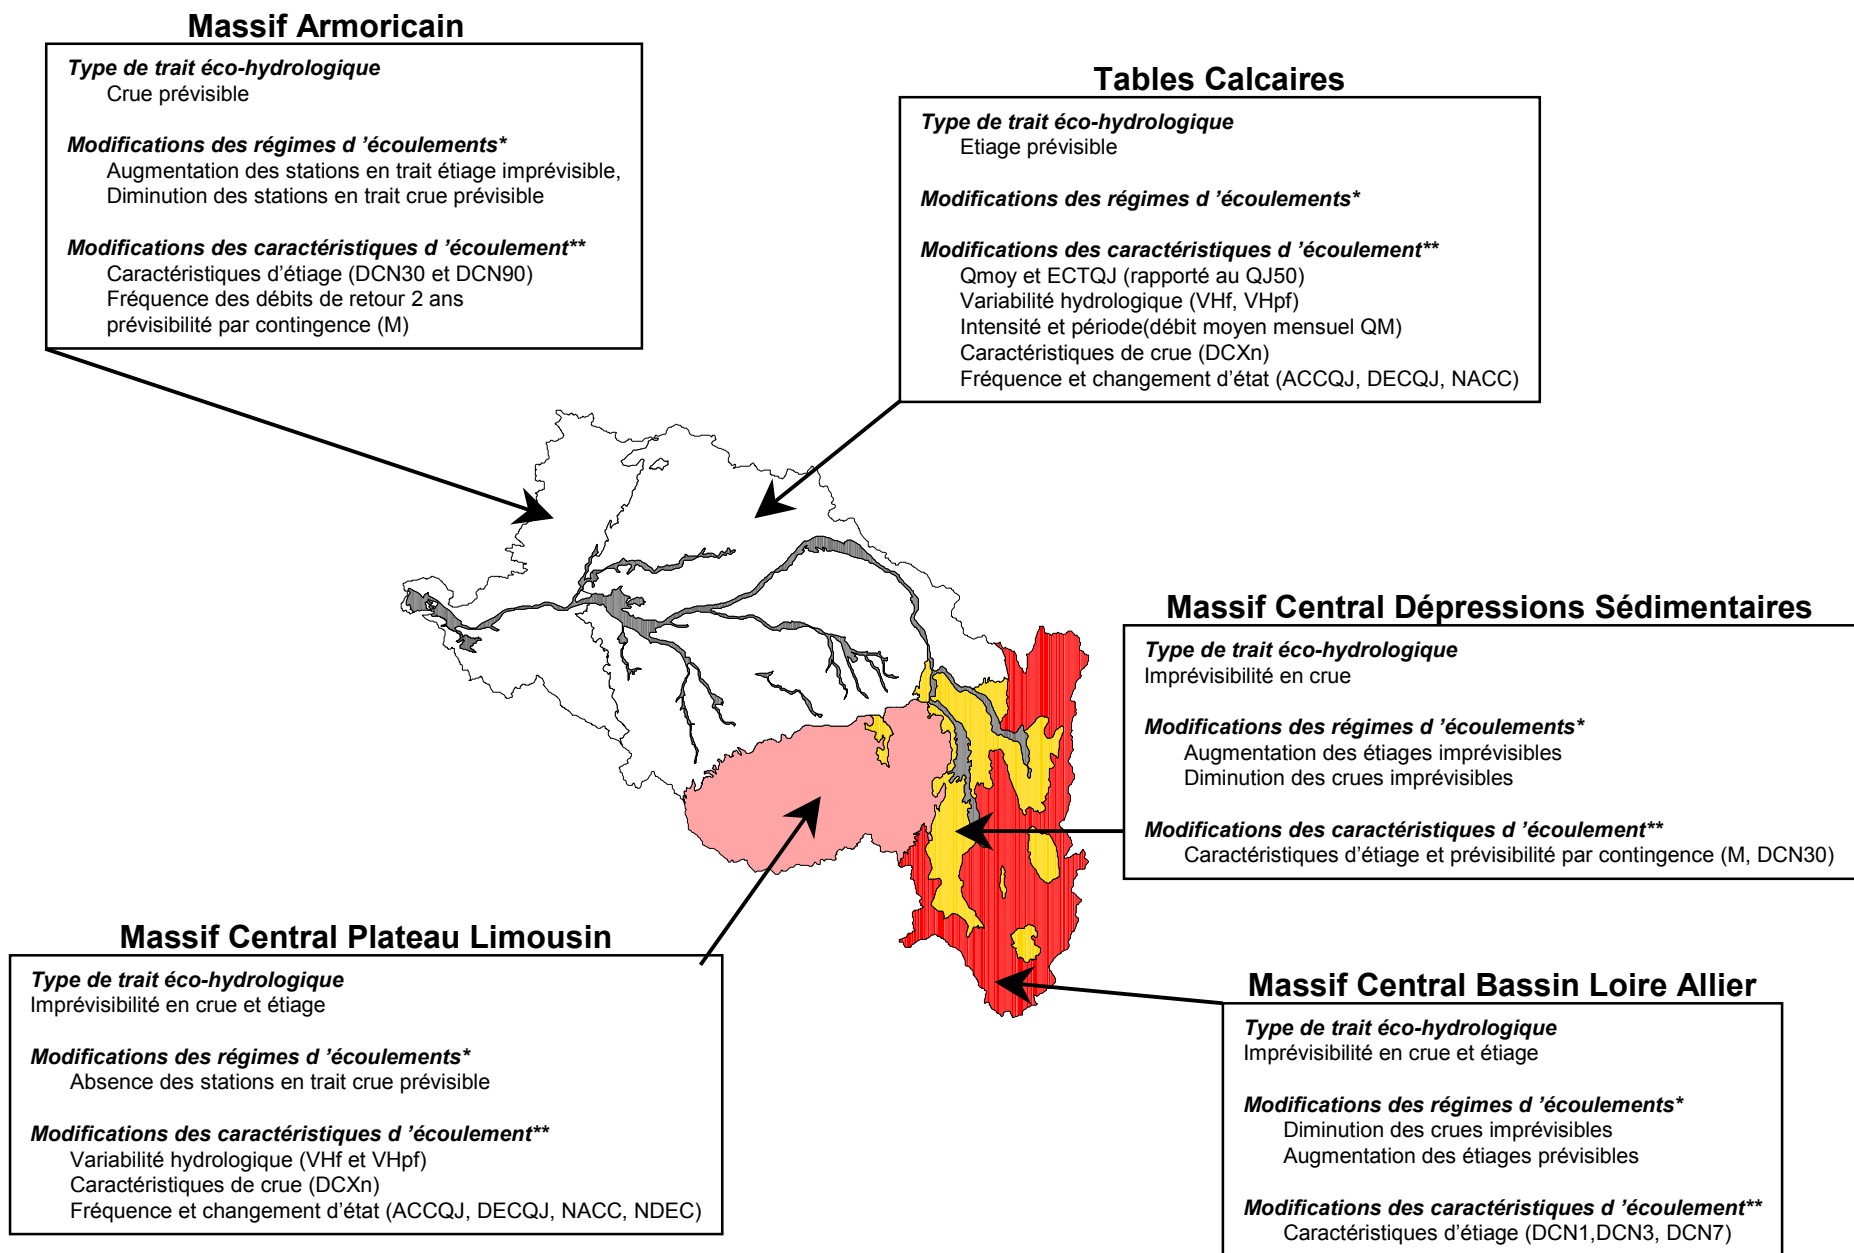 Massif Armoricain
Type de trait éco-hydrologique
Crue prévisible
Modifications des régimes d ’écoulements*
Augmentation des stations en trait étiage imprévisible,
Diminution des stations en trait crue prévisible
Modifications des caractéristiques d ’écoulement**
Caractéristiques d’étiage (DCN30 et DCN90)
Fréquence des débits de retour 2 ans
prévisibilité par contingence (M)
Tables Calcaires
Type de trait éco-hydrologique
Etiage prévisible
Modifications des régimes d ’écoulements*
Modifications des caractéristiques d ’écoulement**
Qmoy et ECTQJ (rapporté au QJ50)
Variabilité hydrologique (VHf, VHpf)
Intensité et période(débit moyen mensuel QM)
Caractéristiques de crue (DCXn)
Fréquence et changement d’état (ACCQJ, DECQJ, NACC)
Massif Central Dépressions Sédimentaires
Type de trait éco-hydrologique
Imprévisibilité en crue
Modifications des régimes d ’écoulements*
Augmentation des étiages imprévisibles
Diminution des crues imprévisibles
Modifications des caractéristiques d ’écoulement**
Caractéristiques d’étiage et prévisibilité par contingence (M, DCN30)
Massif Central Plateau Limousin
Type de trait éco-hydrologique
Imprévisibilité en crue et étiage
Modifications des régimes d ’écoulements*
Absence des stations en trait crue prévisible
Modifications des caractéristiques d ’écoulement**
Variabilité hydrologique (VHf et VHpf)
Caractéristiques de crue (DCXn)
Fréquence et changement d’état (ACCQJ, DECQJ, NACC, NDEC)
Massif Central Bassin Loire Allier
Type de trait éco-hydrologique
Imprévisibilité en crue et étiage
Modifications des régimes d ’écoulements*
Diminution des crues imprévisibles
Augmentation des étiages prévisibles
Modifications des caractéristiques d ’écoulement**
Caractéristiques d’étiage (DCN1,DCN3, DCN7)